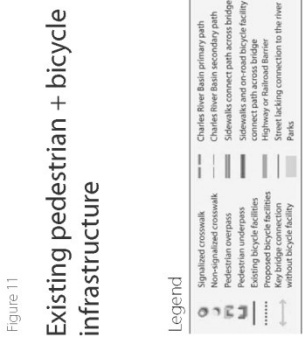 Figure 11
Existing pedestrian + bicycle
infrastructure
Legend
Signalized crosswalk
Non-signalized crosswalk
Pedestrian overpass
Pedestrian underpass
Existing bicycle facilities
Proposed bicycle facilities
Key bridge connection
without bicycle facility
Charles River Basin primary path
Charles River Basin secondary path
Sidewalks connect path across bridge
Sidewalks and on-road bicycle facility
connect path across bridge
Highway or Railroad Barrier
Street lacking connection to the river
Parks